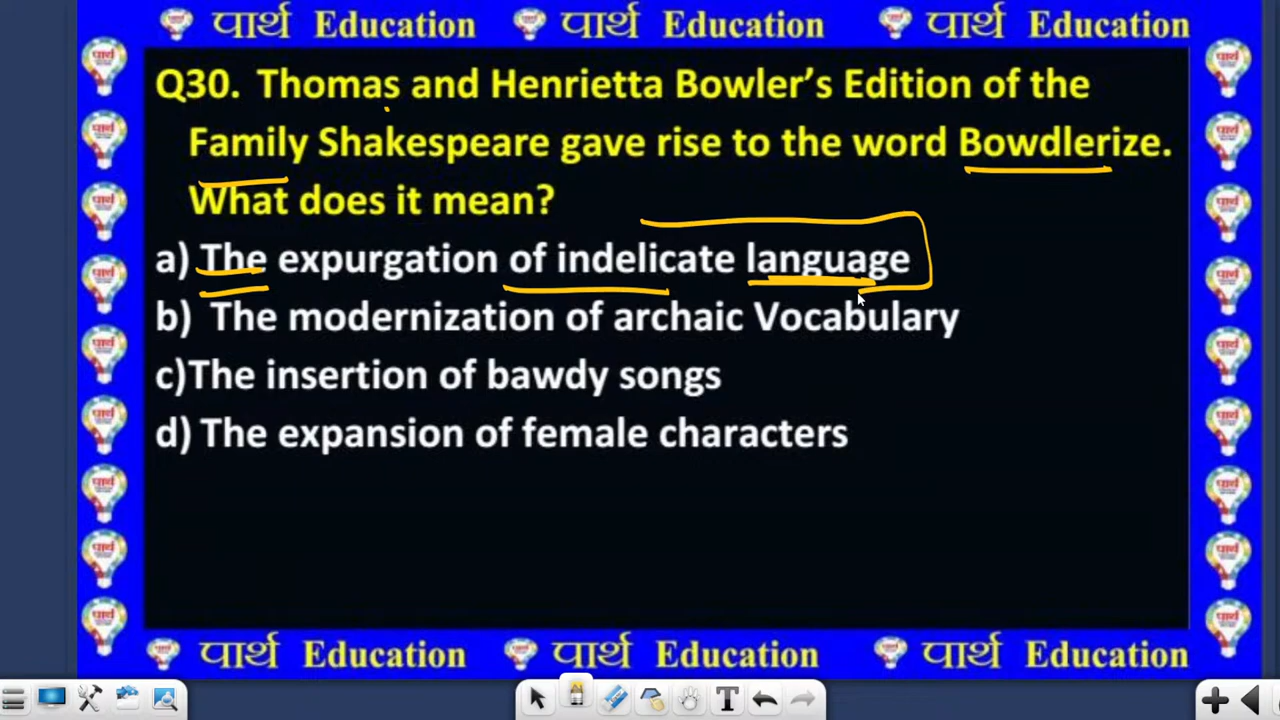 पार्थ Education पार्थ Education पार्थ Education
Q30. Thomas and Henrietta Bowler's Edition of the
Family Shakespeare gave rise to the word Bowdlerize.
What does it mean?
a) The expurgation of indelicate language
b) The modernization of archaic Vocabulary
c)The insertion of bawdy songs
d) The expansion of female characters
पार्थ Education पार्थ Education पार्थ Education